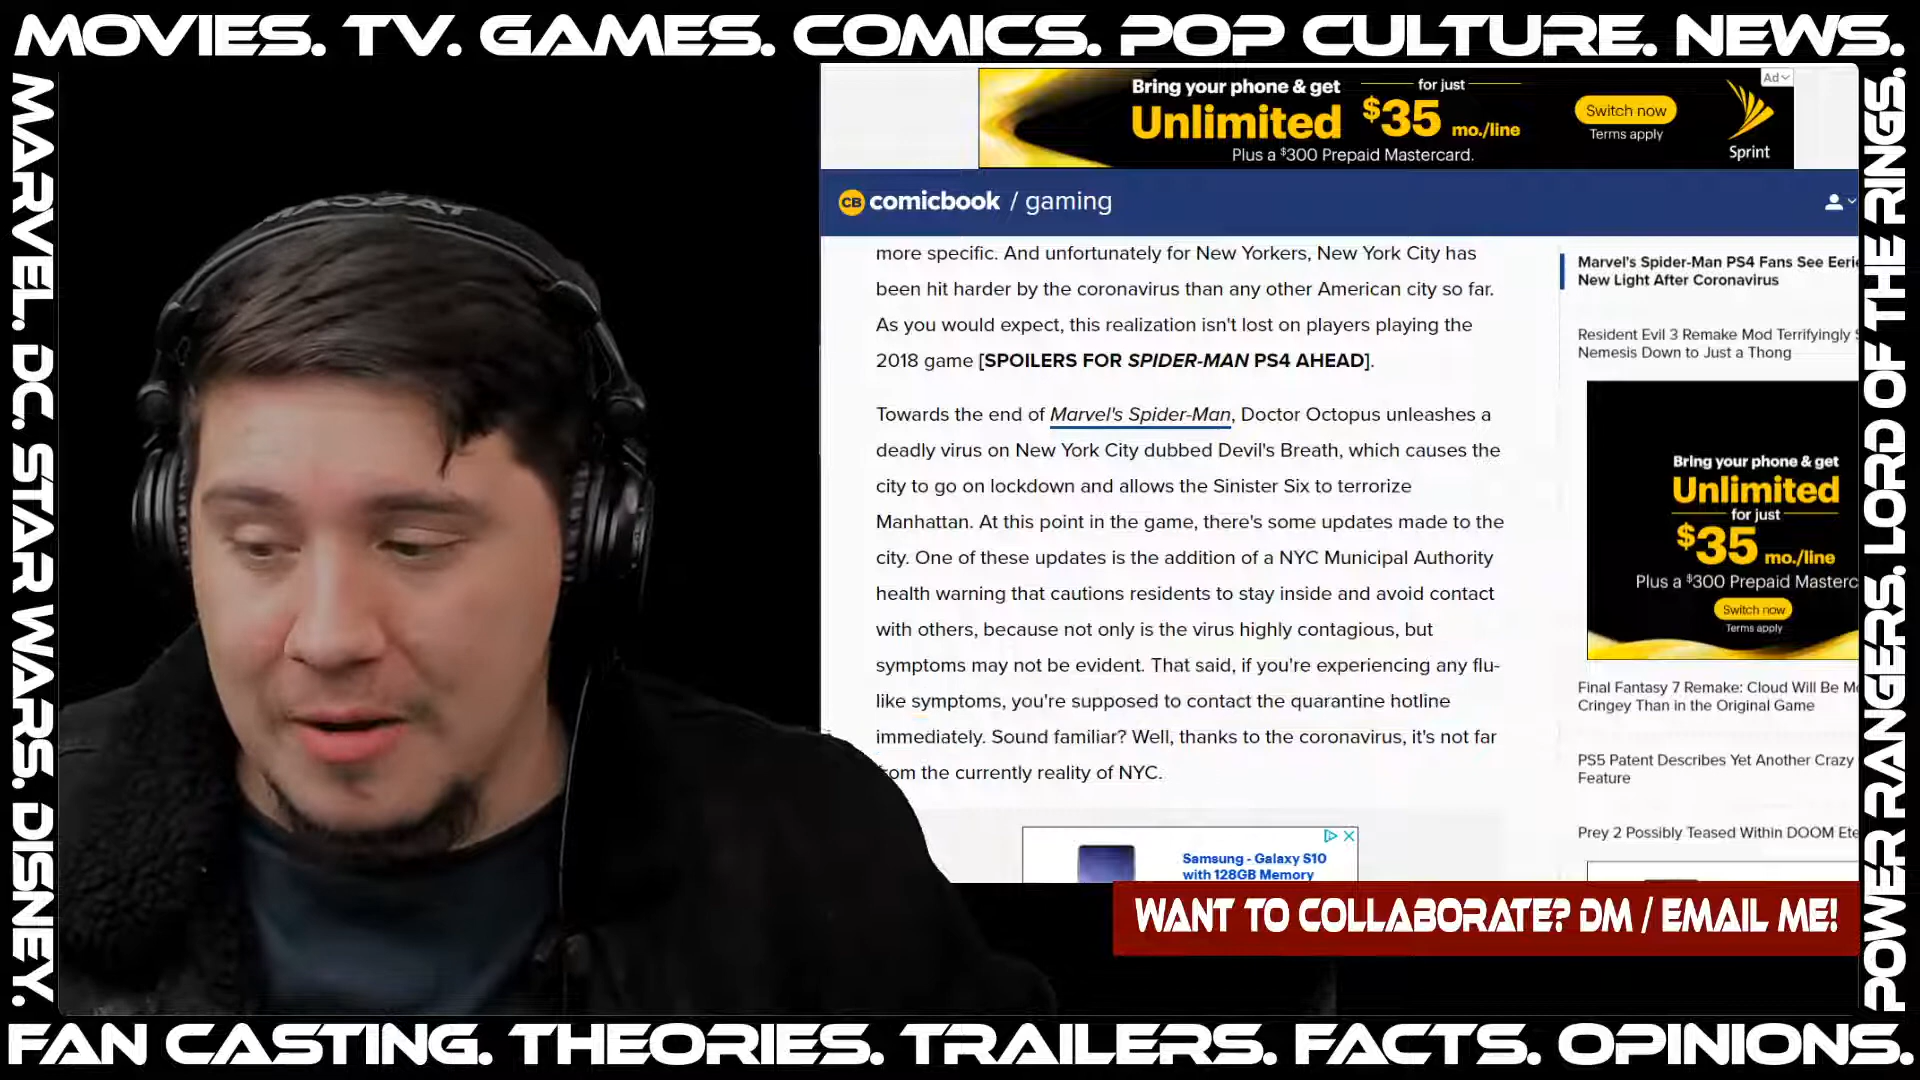 MOVIES. TV. GAMES. COMICS. POP CULTURE. NEWS.
MARVEL. DC. STAR WARS. DISNEY.
Bring your phone & get
Unlimited
for just
$35 mo./line
Plus a $300 Prepaid Mastercard.
Switch now
Terms apply
Sprint
Ad
CB comicbook / gaming
more specific. And unfortunately for New Yorkers, New York City has
been hit harder by the coronavirus than any other American city so far.
As you would expect, this realization isn't lost on players playing the
2018 game [SPOILERS FOR SPIDER-MAN PS4 AHEAD].
Towards the end of Marvel's Spider-Man, Doctor Octopus unleashes a
deadly virus on New York City dubbed Devil's Breath, which causes the
city to go on lockdown and allows the Sinister Six to terrorize
Manhattan. At this point in the game, there's some updates made to the
city. One of these updates is the addition of a NYC Municipal Authority
health warning that cautions residents to stay inside and avoid contact
with others, because not only is the virus highly contagious, but
symptoms may not be evident. That said, if you're experiencing any flu-
like symptoms, you're supposed to contact the quarantine hotline
immediately. Sound familiar? Well, thanks to the coronavirus, it's not far
from the currently reality of NYC.
Samsung - Galaxy S10
with 128GB Memory
Marvel's Spider-Man PS4 Fans See Eerie
New Light After Coronavirus
Resident Evil 3 Remake Mod Terrifyingly
Nemesis Down to Just a Thong
Bring your phone & get
Unlimited
for just
$35 mo./line
Plus a $300 Prepaid Masterc
Switch now
Terms apply
Final Fantasy 7 Remake: Cloud Will Be Mo
Cringey Than in the Original Game
PS5 Patent Describes Yet Another Crazy
Feature
Prey 2 Possibly Teased Within DOOM Ete
WANT TO COLLABORATE? DM / EMAIL ME!
POWER RANGERS. LORD OF THE RINGS.
FAN CASTING. THEORIES. TRAILERS. FACTS. OPINIONS.